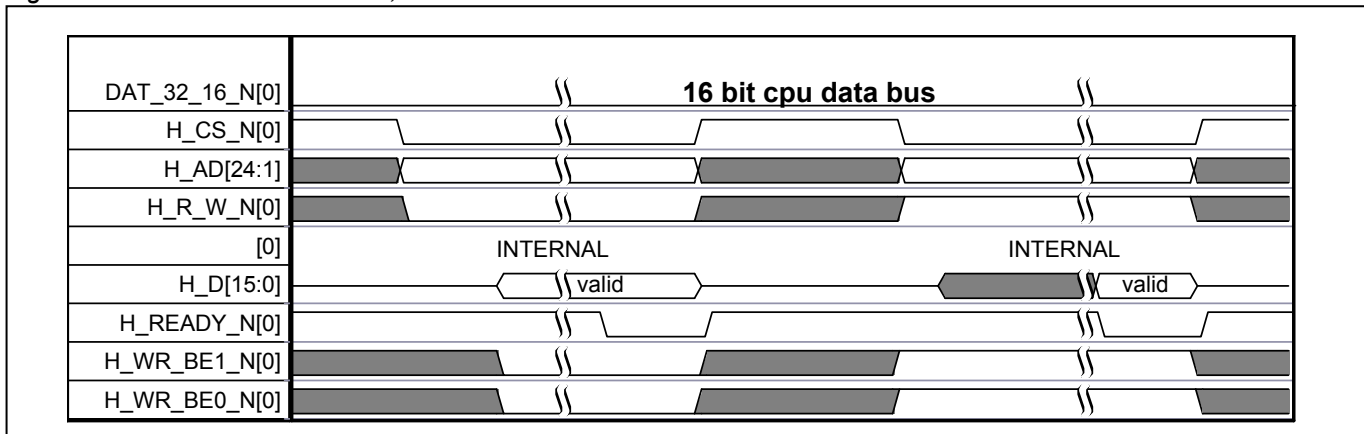 DAT_32_16_N[0] 16 bit cpu data bus
H_CS_N[0]
H_AD[24:1]
H_R_W_N[0]
[0] INTERNAL INTERNAL
H_D[15:0] valid valid
H_READY_N[0]
H_WR_BE1_N[0]
H_WR_BE0_N[0]